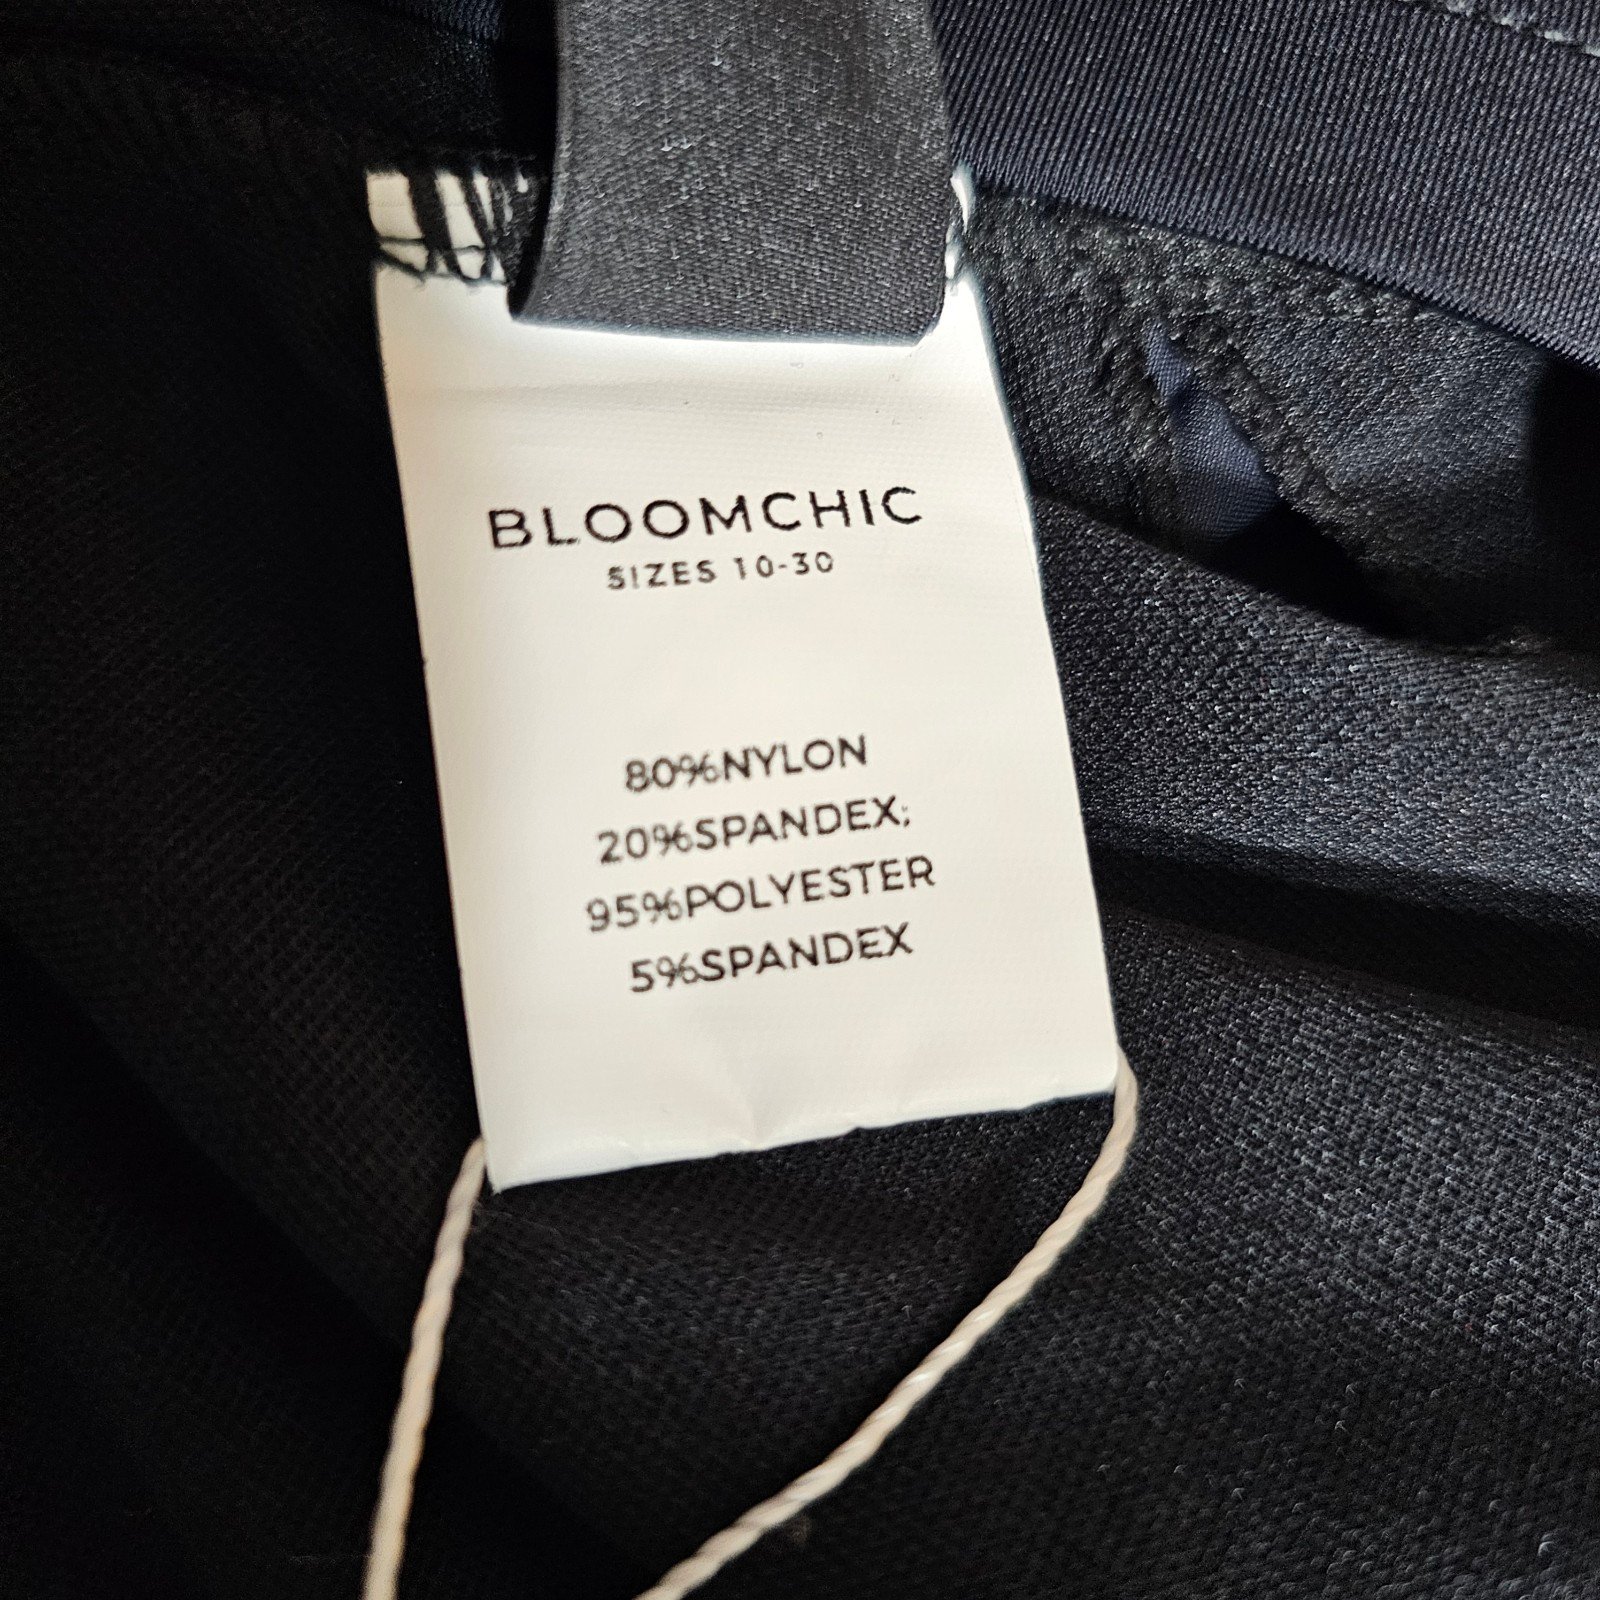 BLOOMCHIC
SIZES 10-30
80%NYLON
20%SPANDEX;
95%POLYESTER
5%SPANDEX